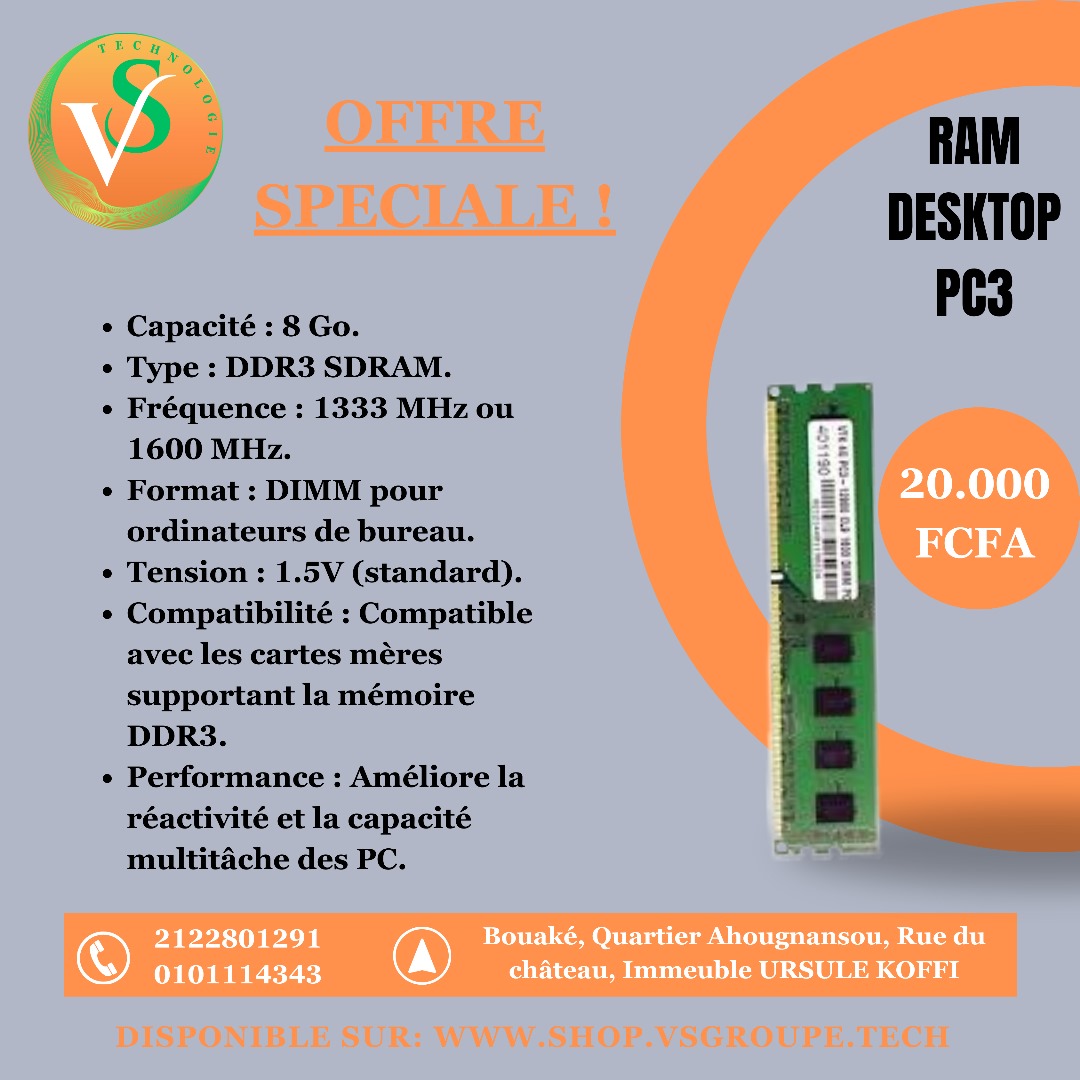 TECHNOLOGIE
VS
OFFRE
SPECIALE !
RAM
DESKTOP
PC3
• Capacité : 8 Go.
• Type : DDR3 SDRAM.
• Fréquence : 1333 MHz ou
1600 MHz.
• Format : DIMM pour
ordinateurs de bureau.
• Tension : 1.5V (standard).
• Compatibilité : Compatible
avec les cartes mères
supportant la mémoire
DDR3.
• Performance : Améliore la
réactivité et la capacité
multitâche des PC.
401190
20.000
FCFA
2122801291
0101114343
Bouaké, Quartier Ahougnansou, Rue du
château, Immeuble URSULE KOFFI
DISPONIBLE SUR: WWW.SHOP.VSGROUPE.TECH